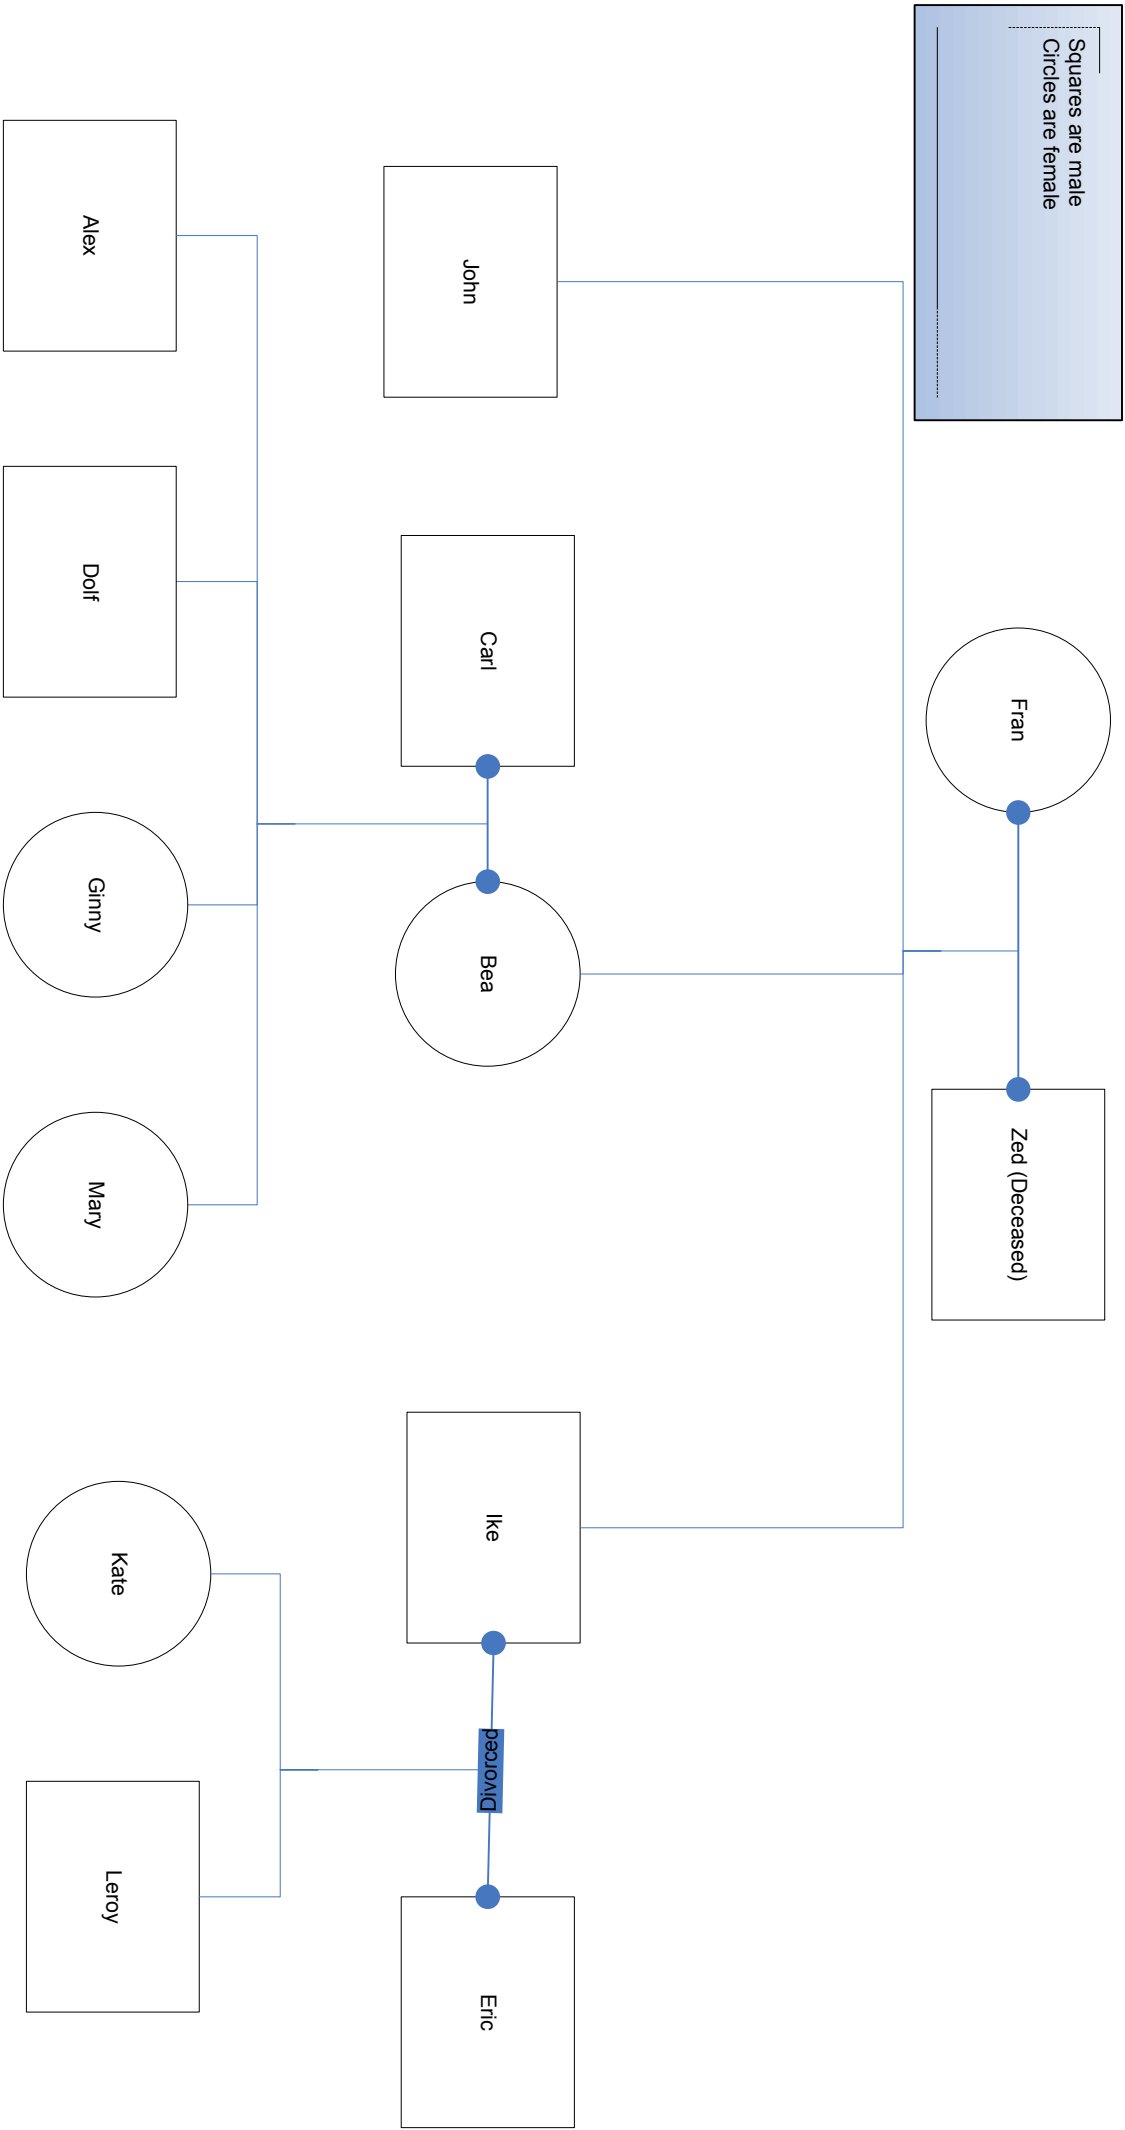 Squares are male
Circles are female
Fran
Zed (Deceased)
John
Carl
Bea
Ike
Divorced
Eric
Alex
Dolf
Ginny
Mary
Kate
Leroy